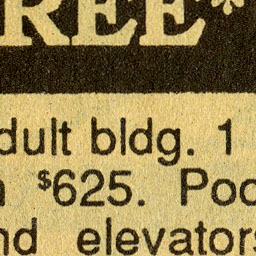 REE*
dult bldg. 1
$625. Poo
nd elevators